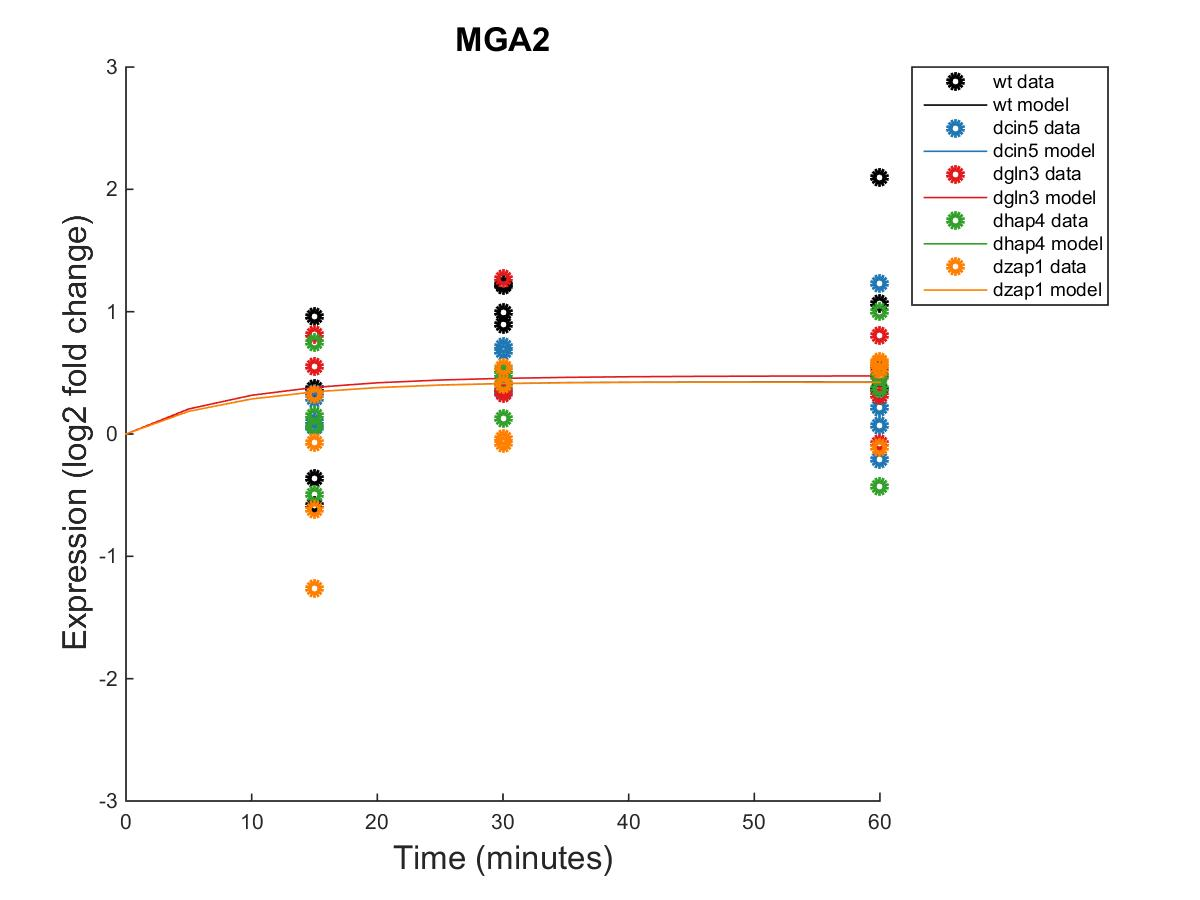 MGA2
3
2
1
0
-1
-2
-3
Expression (log2 fold change)
0 10 20 30 40 50 60
Time (minutes)
wt data
wt model
dcin5 data
dcin5 model
dgln3 data
dgln3 model
dhap4 data
dhap4 model
dzap1 data
dzap1 model